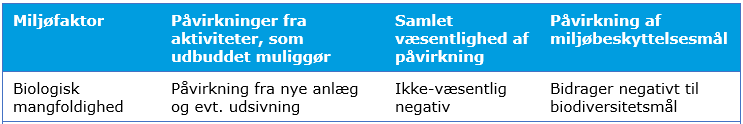 Miljøfaktor
Påvirkninger fra
aktiviteter, som
udbuddet muliggør
Samlet
væsentlighed af
påvirkning
Påvirkning af
miljøbeskyttelsesmål
Biologisk
mangfoldighed
Påvirkning fra nye anlæg
og evt. udsivning
Ikke-væsentlig
negativ
Bidrager negativt til
biodiversitetsmål